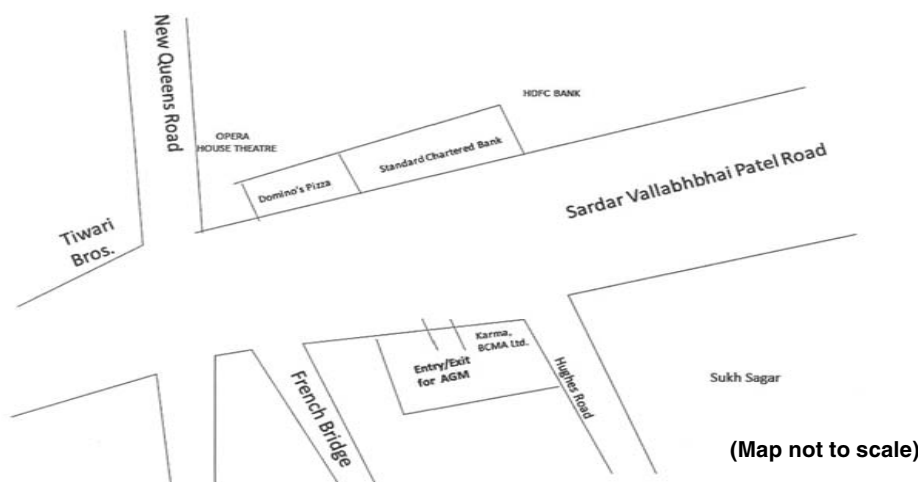 New Queens Road
HDFC BANK
OPERA
HOUSE THEATRE
Standard Chartered Bank
Domino's Pizza
Sardar Vallabhbhai Patel Road
Tiwari
Bros.
Karma,
BCMA Ltd.
Entry/Exit
for AGM
Hughes Road
French Bridge
Sukh Sagar
(Map not to scale)